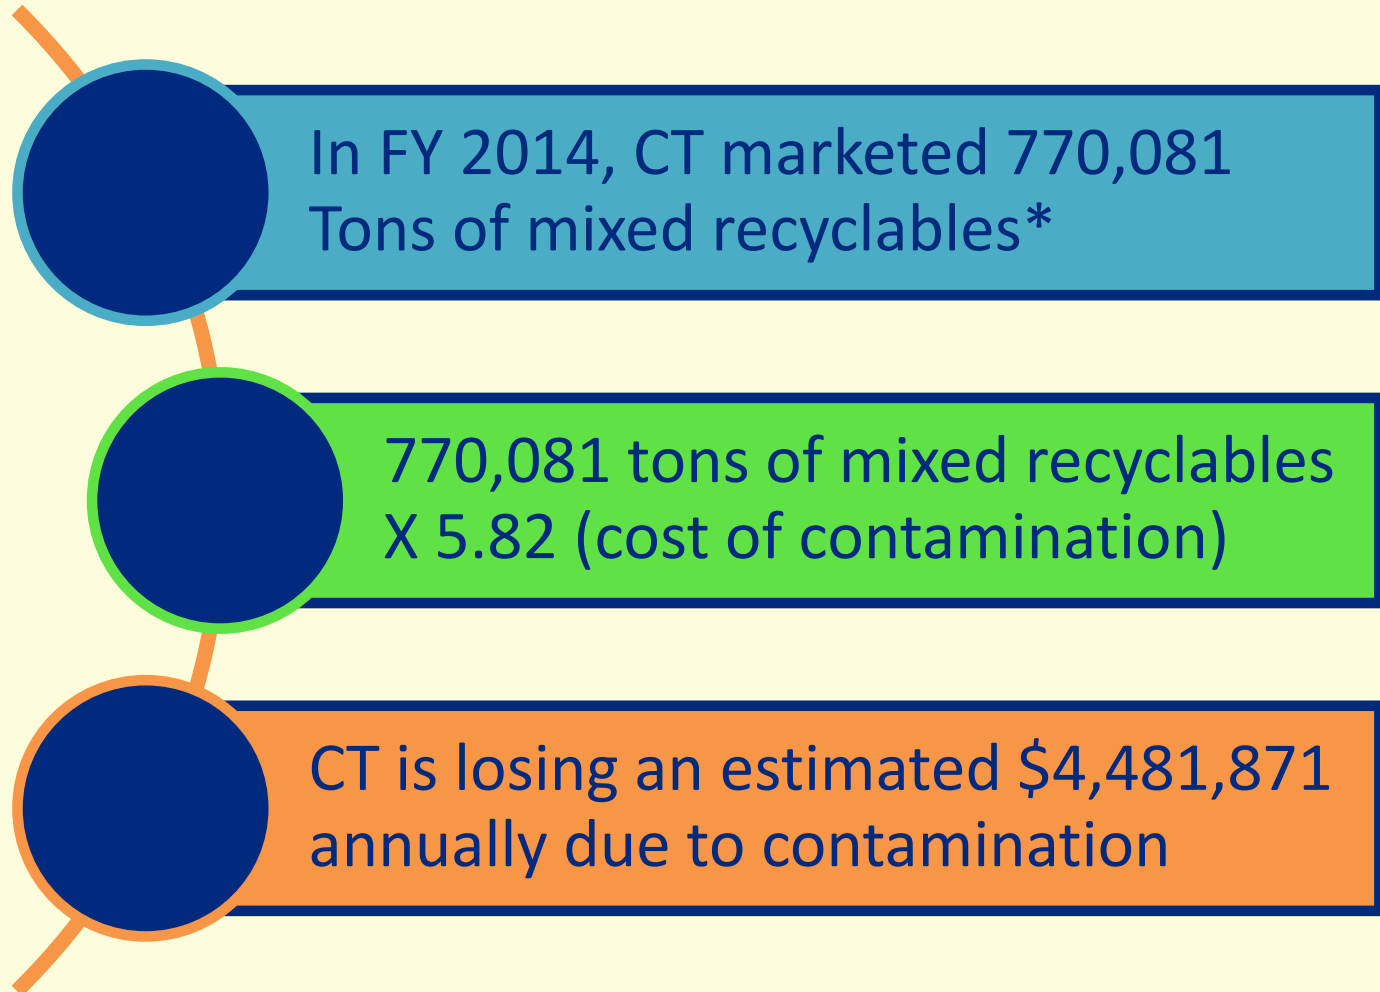 In FY 2014, CT marketed 770,081
Tons of mixed recyclables*
770,081 tons of mixed recyclables
X 5.82 (cost of contamination)
CT is losing an estimated $4,481,871
annually due to contamination